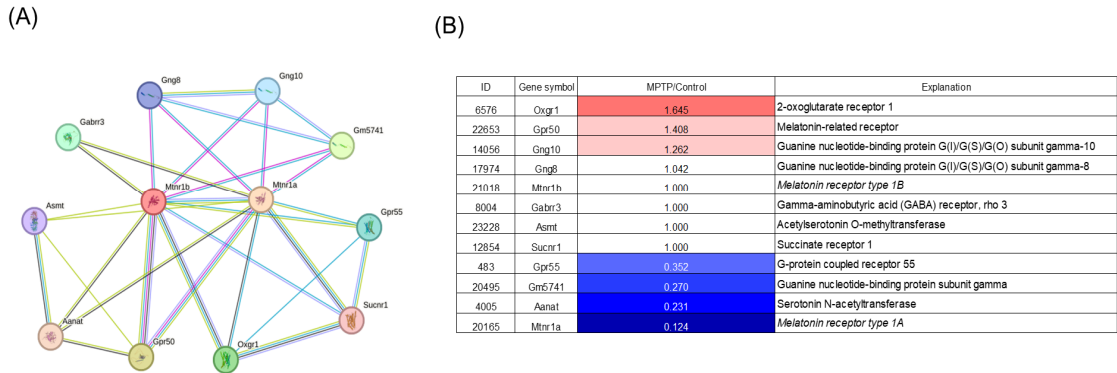 (A)
Gng8
Gng10
Gabrr3
Gm5741
Mtnr1b
Mtnr1a
Asmt
Gpr55
Sucnr1
Aanat
Gpr50
Oxgr1
(B)
ID Gene symbol MPTP/Control Explanation
6576 Oxgr1 1.645 2-oxoglutarate receptor 1
22653 Gpr50 1.408 Melatonin-related receptor
14056 Gng10 1.262 Guanine nucleotide-binding protein G(I)/G(S)/G(O) subunit gamma-10
17974 Gng8 1.042 Guanine nucleotide-binding protein G(I)/G(S)/G(O) subunit gamma-8
21018 Mtnr1b 1.000 Melatonin receptor type 1B
8004 Gabrr3 1.000 Gamma-aminobutyric acid (GABA) receptor, rho 3
23228 Asmt 1.000 Acetylserotonin O-methyltransferase
12854 Sucnr1 1.000 Succinate receptor 1
483 Gpr55 0.352 G-protein coupled receptor 55
20495 Gm5741 0.270 Guanine nucleotide-binding protein subunit gamma
4005 Aanat 0.231 Serotonin N-acetyltransferase
20165 Mtnr1a 0.124 Melatonin receptor type 1A